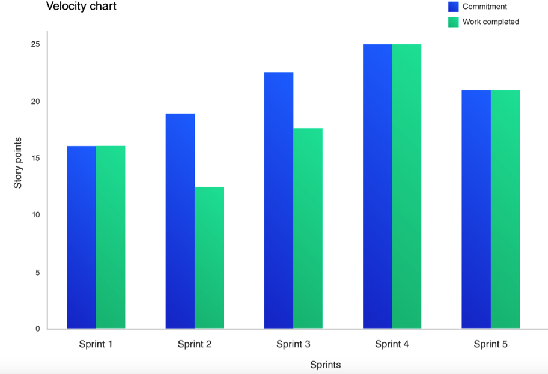 Velocity chart
Commitment
Work completed
25
20
15
10
5
0
Story points
Sprint 1
Sprint 2
Sprint 3
Sprint 4
Sprint 5
Sprints